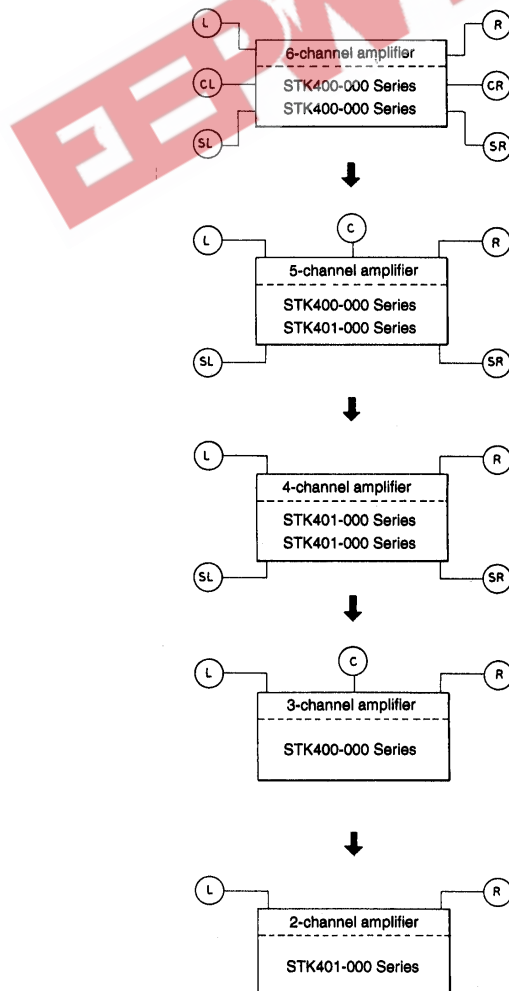 L
R
6-channel amplifier
CL
STK400-000 Series
CR
STK400-000 Series
SL
SR
C
L
R
5-channel amplifier
STK400-000 Series
STK401-000 Series
SL
SR
L
R
4-channel amplifier
STK401-000 Series
STK401-000 Series
SL
SR
C
L
R
3-channel amplifier
STK400-000 Series
L
R
2-channel amplifier
STK401-000 Series